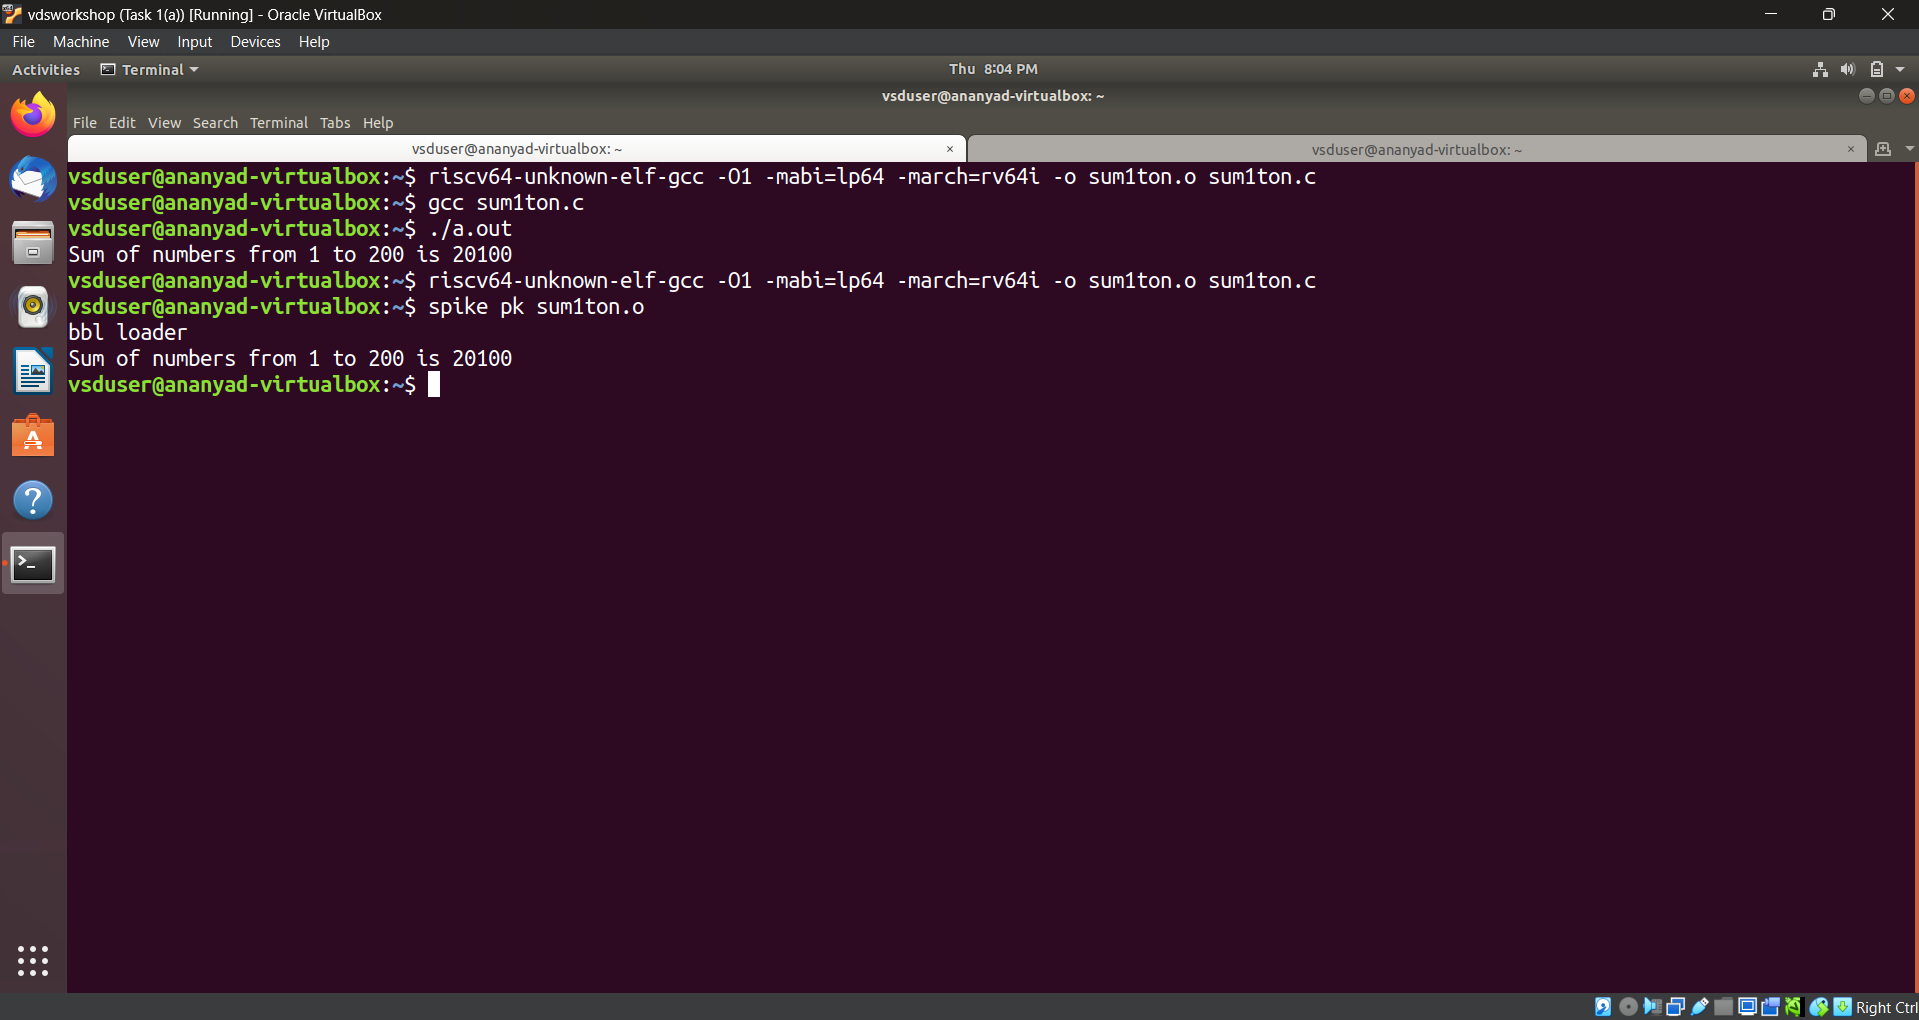 vdsworkshop (Task 1(a)) [Running] - Oracle VirtualBox
File Machine View Input Devices Help
Activities Terminal Thu 8:04 PM
vsduser@ananyad-virtualbox: ~
File Edit View Search Terminal Tabs Help
vsduser@ananyad-virtualbox: ~ × vsduser@ananyad-virtualbox: ~ ×
vsduser@ananyad-virtualbox:~$ riscv64-unknown-elf-gcc -O1 -mabi=lp64 -march=rv64i -o sum1ton.o sum1ton.c
vsduser@ananyad-virtualbox:~$ gcc sum1ton.c
vsduser@ananyad-virtualbox:~$ ./a.out
Sum of numbers from 1 to 200 is 20100
vsduser@ananyad-virtualbox:~$ riscv64-unknown-elf-gcc -O1 -mabi=lp64 -march=rv64i -o sum1ton.o sum1ton.c
vsduser@ananyad-virtualbox:~$ spike pk sum1ton.o
bbl loader
Sum of numbers from 1 to 200 is 20100
vsduser@ananyad-virtualbox:~$
Right Ctrl